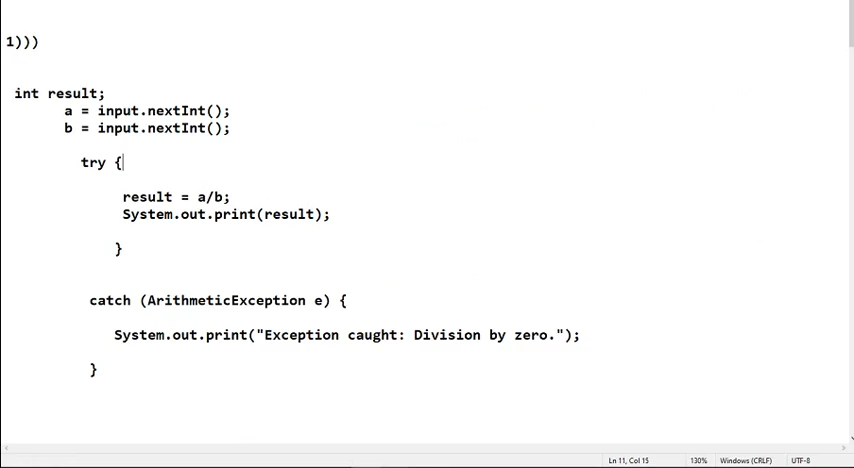 1)))
int result;
a = input.nextInt();
b = input.nextInt();
try {
result = a/b;
System.out.print(result);
}
catch (ArithmeticException e) {
System.out.print("Exception caught: Division by zero.");
}
Ln 11, Col 15 130% Windows (CRLF) UTF-8